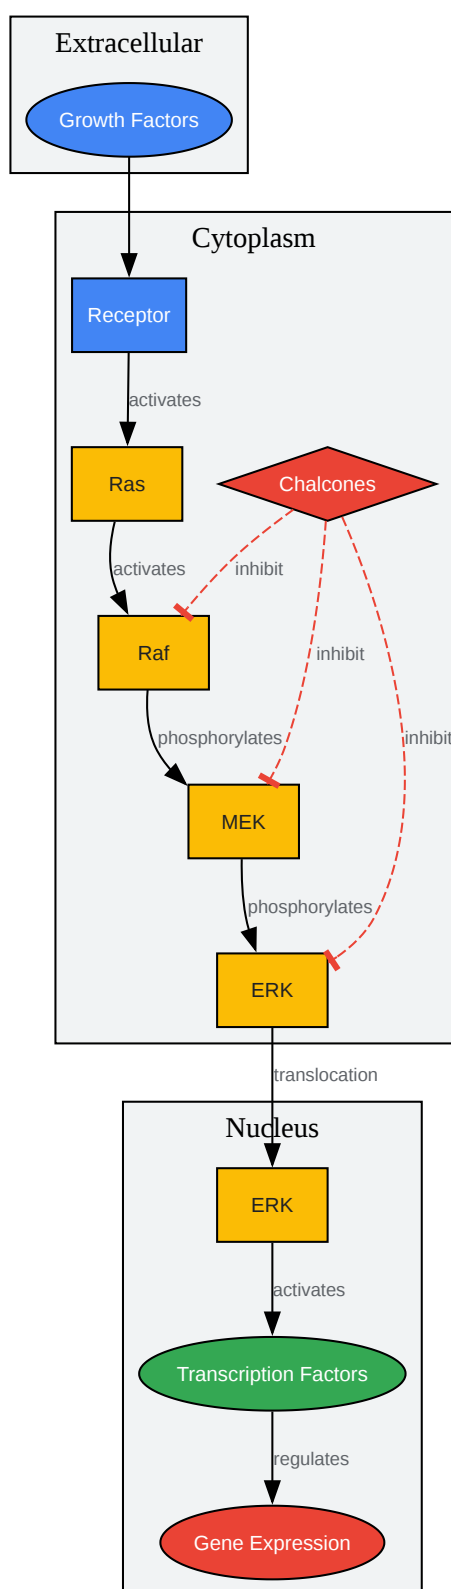 Extracellular
Growth Factors
Cytoplasm
Receptor
activates
Ras
Chalcones
activates
inhibit
Raf
inhibit
phosphorylates
inhibit
MEK
phosphorylates
ERK
translocation
Nucleus
ERK
activates
Transcription Factors
regulates
Gene Expression